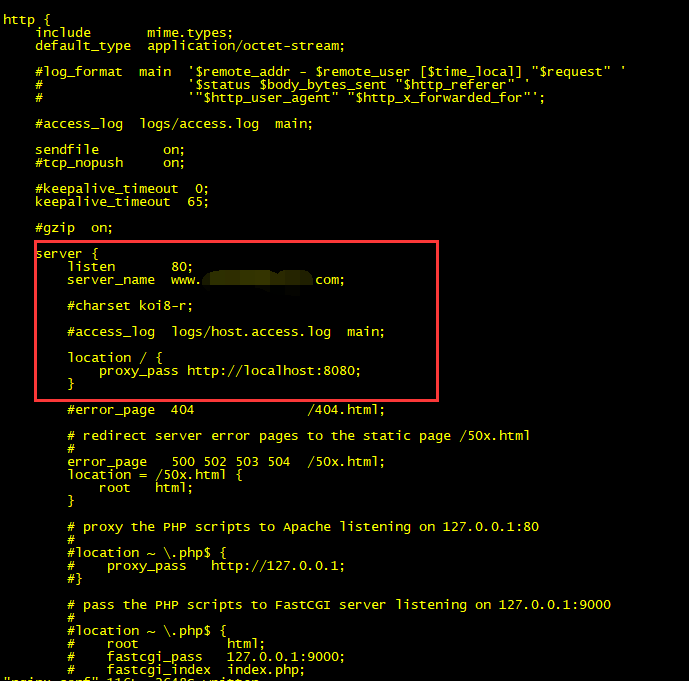 http {
    include       mime.types;
    default_type  application/octet-stream;

    #log_format  main  '$remote_addr - $remote_user [$time_local] "$request" '
    #                  '$status $body_bytes_sent "$http_referer" '
    #                  '"$http_user_agent" "$http_x_forwarded_for"';

    #access_log  logs/access.log  main;

    sendfile        on;
    #tcp_nopush     on;

    #keepalive_timeout  0;
    keepalive_timeout  65;

    #gzip  on;

    server {
        listen       80;
        server_name  www. com;

        #charset koi8-r;

        #access_log  logs/host.access.log  main;

        location / {
            proxy_pass http://localhost:8080;
        }

        #error_page  404              /404.html;

        # redirect server error pages to the static page /50x.html
        #
        error_page   500 502 503 504  /50x.html;
        location = /50x.html {
            root   html;
        }

        # proxy the PHP scripts to Apache listening on 127.0.0.1:80
        #
        #location ~ \.php$ {
        #    proxy_pass   http://127.0.0.1;
        #}

        # pass the PHP scripts to FastCGI server listening on 127.0.0.1:9000
        #
        #location ~ \.php$ {
        #    root           html;
        #    fastcgi_pass   127.0.0.1:9000;
        #    fastcgi_index  index.php;